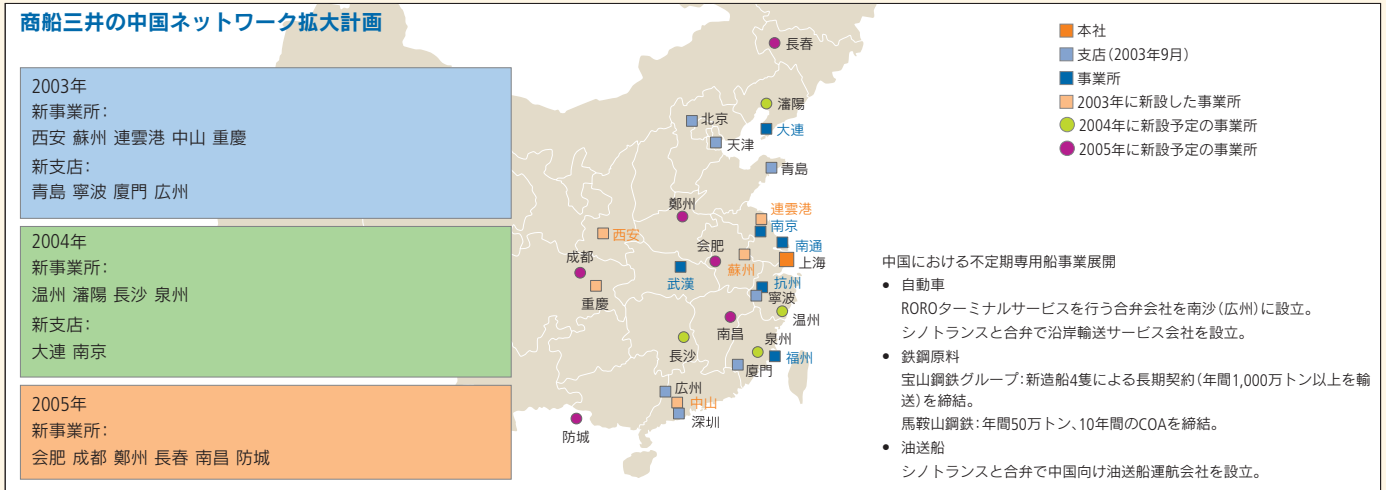 商船三井の中国ネットワーク拡大計画
2003年
新事業所：
西安 蘇州 連雲港 中山 重慶
新支店：
青島 寧波 廈門 広州
2004年
新事業所：
温州 瀋陽 長沙 泉州
新支店：
大連 南京
2005年
新事業所：
会肥 成都 鄭州 長春 南昌 防城
長春
瀋陽
北京
大連
天津
青島
鄭州
連雲港
南京
西安
南通
成都
会肥
上海
蘇州
武漢
杭州
重慶
寧波
温州
南昌
泉州
長沙
福州
廈門
広州
中山
深圳
防城
本社
支店（2003年9月）
事業所
2003年に新設した事業所
2004年に新設予定の事業所
2005年に新設予定の事業所
中国における不定期専用船事業展開
• 自動車
ROROターミナルサービスを行う合弁会社を南沙（広州）に設立。
シノトランスと合弁で沿岸輸送サービス会社を設立。
• 鉄鋼原料
宝山鋼鉄グループ：新造船4隻による長期契約（年間1,000万トン以上を輸
送）を締結。
馬鞍山鋼鉄：年間50万トン、10年間のCOAを締結。
• 油送船
シノトランスと合弁で中国向け油送船運航会社を設立。